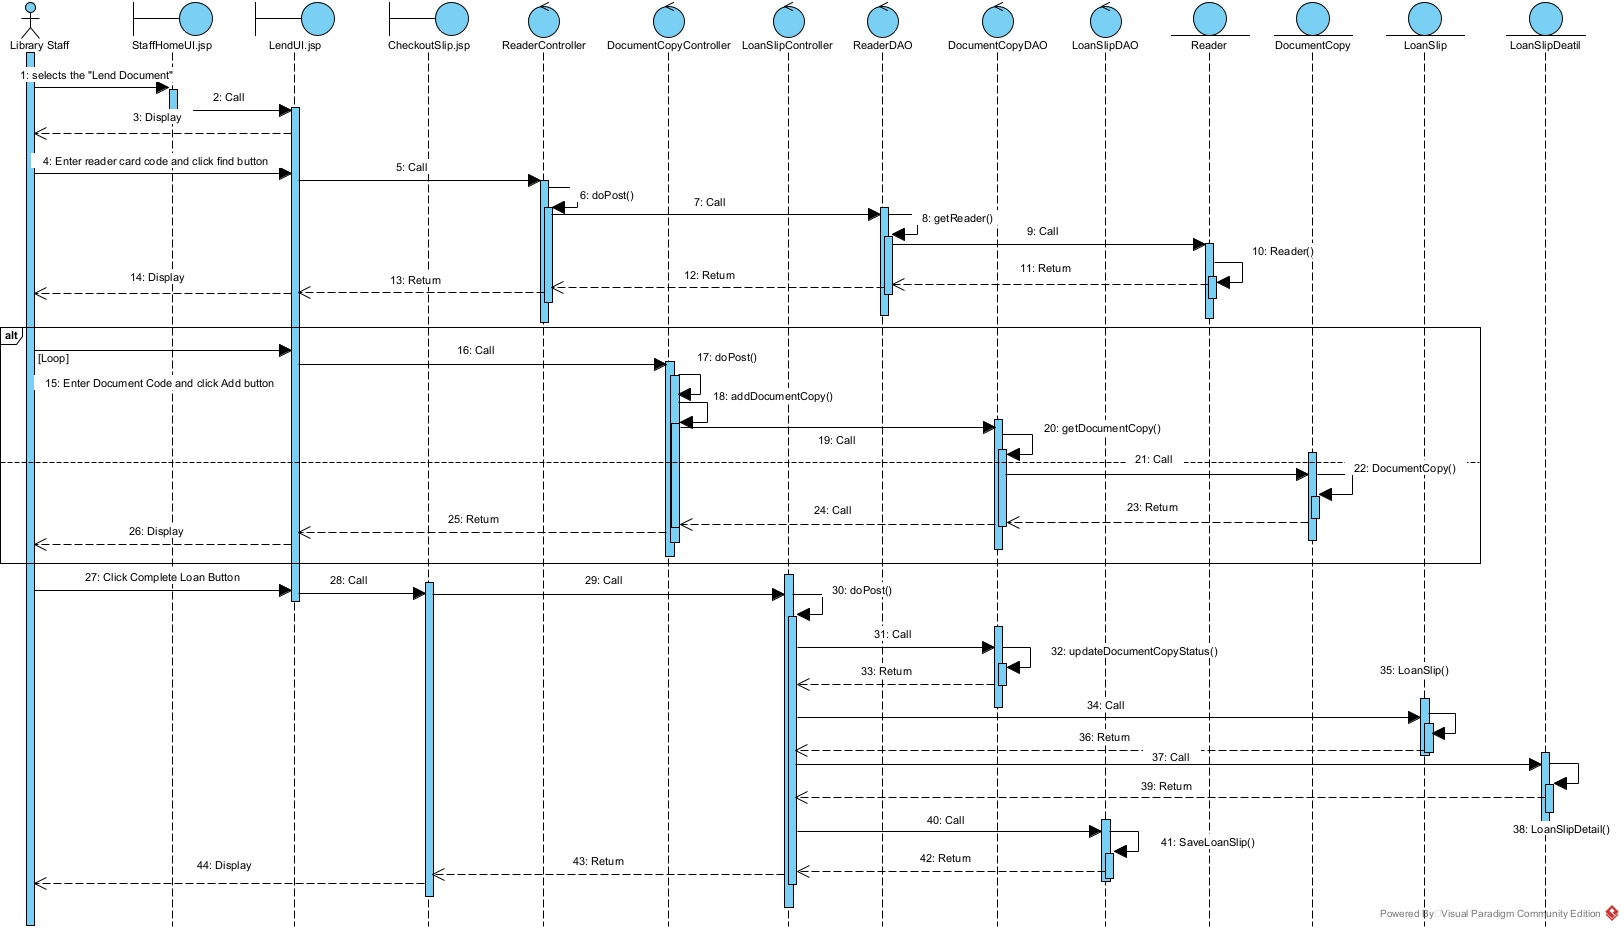 Library Staff
StaffHomeUI.jsp
LendUI.jsp
CheckoutSlip.jsp
ReaderController
DocumentCopyController
LoanSlipController
ReaderDAO
DocumentCopyDAO
LoanSlipDAO
Reader
DocumentCopy
LoanSlip
LoanSlipDeatil
1: selects the "Lend Document"
2: Call
3: Display
4: Enter reader card code and click find button
5: Call
6: doPost()
7: Call
8: getReader()
9: Call
10: Reader()
11: Return
12: Return
13: Return
14: Display
alt
[Loop]
15: Enter Document Code and click Add button
16: Call
17: doPost()
18: addDocumentCopy()
19: Call
20: getDocumentCopy()
21: Call
22: DocumentCopy()
23: Return
24: Call
25: Return
26: Display
27: Click Complete Loan Button
28: Call
29: Call
30: doPost()
31: Call
32: updateDocumentCopyStatus()
33: Return
34: Call
35: LoanSlip()
36: Return
37: Call
39: Return
38: LoanSlipDetail()
40: Call
41: SaveLoanSlip()
42: Return
43: Return
44: Display
Powered By Visual Paradigm Community Edition